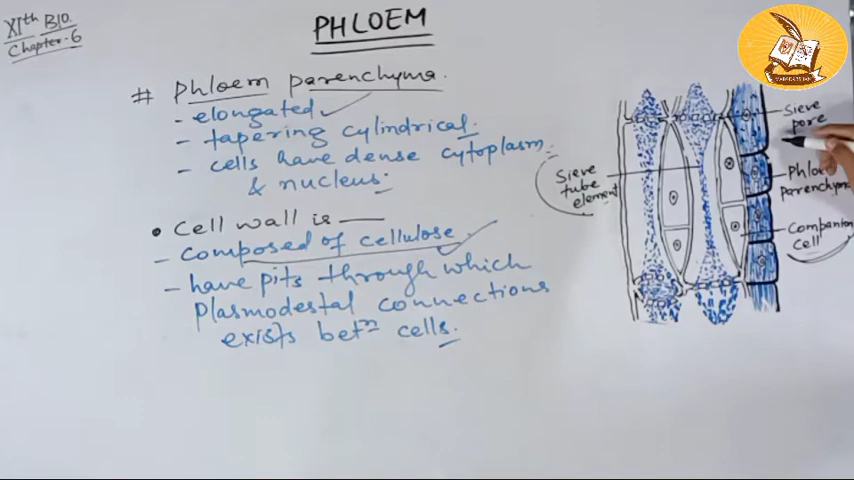 XIth BIO.
Chapter-6
PHLOEM
# Phloem parenchyma.
- elongated
- tapering cylindrical.
- cells have dense cytoplasm
& nucleus.
• Cell wall is
- composed of cellulose.
- have pits through which
plasmodestal connections
exists betn cells.
Sieve
tube
element
Sieve
pore
Parenchyma
Companion
cell